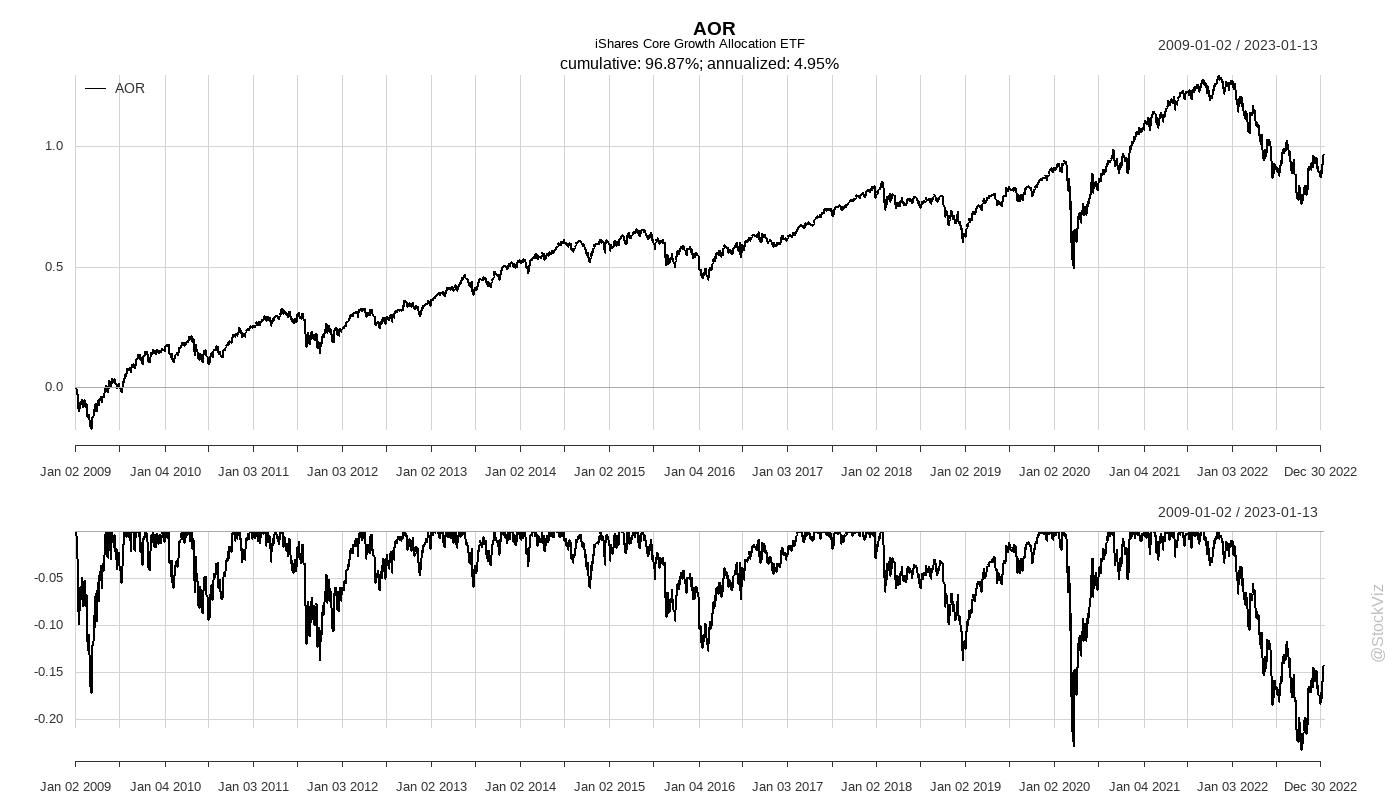 AOR
iShares Core Growth Allocation ETF
2009-01-02 / 2023-01-13
cumulative: 96.87%; annualized: 4.95%
AOR
1.0
0.5
0.0
Jan 02 2009 Jan 04 2010 Jan 03 2011 Jan 03 2012 Jan 02 2013 Jan 02 2014 Jan 02 2015 Jan 04 2016 Jan 03 2017 Jan 02 2018 Jan 02 2019 Jan 02 2020 Jan 04 2021 Jan 03 2022 Dec 30 2022
2009-01-02 / 2023-01-13
-0.05
-0.10
-0.15
-0.20
Jan 02 2009 Jan 04 2010 Jan 03 2011 Jan 03 2012 Jan 02 2013 Jan 02 2014 Jan 02 2015 Jan 04 2016 Jan 03 2017 Jan 02 2018 Jan 02 2019 Jan 02 2020 Jan 04 2021 Jan 03 2022 Dec 30 2022
@StockViz